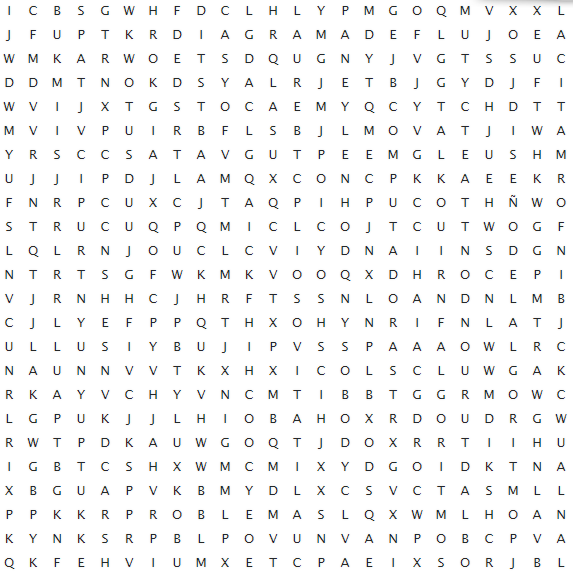 I C B S G W H F D C L H L Y P M G O Q M V X X L
J F U P T K R D I A G R A M A D E F L U J O E A
W M K A R W O E T S D Q U G N Y J V G T S S U C
D D M T N O K D S Y A L R J E T B J G Y D J F I
W V I J X T G S T O C A E M Y Q C Y T C H D T T
M V I V P U I R B F L S B J L M O V A T J I W A
Y R S C C S A T A V G U T P E E M G L E U S H M
U J J I P D J L A M Q X C O N C P K K A E E K R
F N R P C U X C J T A Q P I H P U C O T H Ñ W O
S T R U C U Q P Q M I C L C O J T C U T W O G F
L Q L R N J O U C L C V I Y D N A I I N S D G N
N T R T S G F W K M K V O O Q X D H R O C E P I
V J R N H H C J H R F T S S N L O A N D N L M B
C J L Y E F P P Q T H X O H Y N R I F N L A T J
U L L U S I Y B U J I P V S S P A A A O W L R C
N A U N N V V T K X H X I C O L S C L U W G A K
R K A Y V C H Y V N C M T I B B T G G R M O W C
L G P U K J J L H I O B A H O X R D O U D R G W
R W T P D K A U W G O Q T J D O X R R T I I H U
I G B T C S H X W M C M I X Y D G O I D K T N A
X B G U A P V K B M Y D L X C S V C T A S M L L
P P K K R P R O B L E M A S L Q X W M L H O A N
K Y N K S R P B L P O V U N V A N P O B C P V A
Q K F E H V I U M X E T C P A E I X S O R J B L